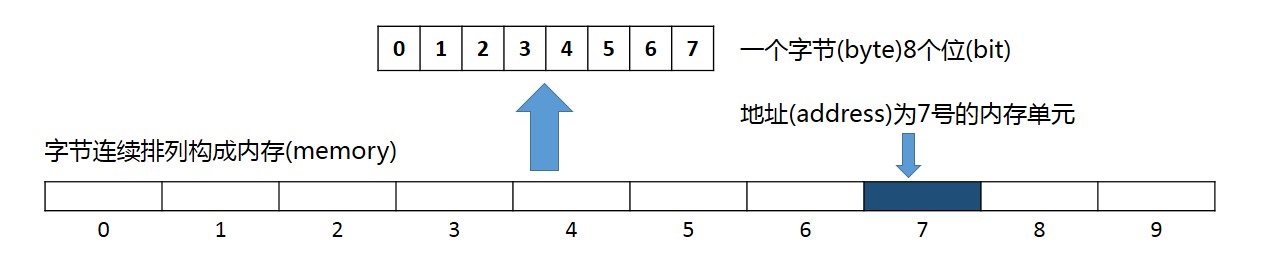 0 1 2 3 4 5 6 7
一个字节(byte)8个位(bit)
地址(address)为7号的内存单元
字节连续排列构成内存(memory)
0 1 2 3 4 5 6 7 8 9